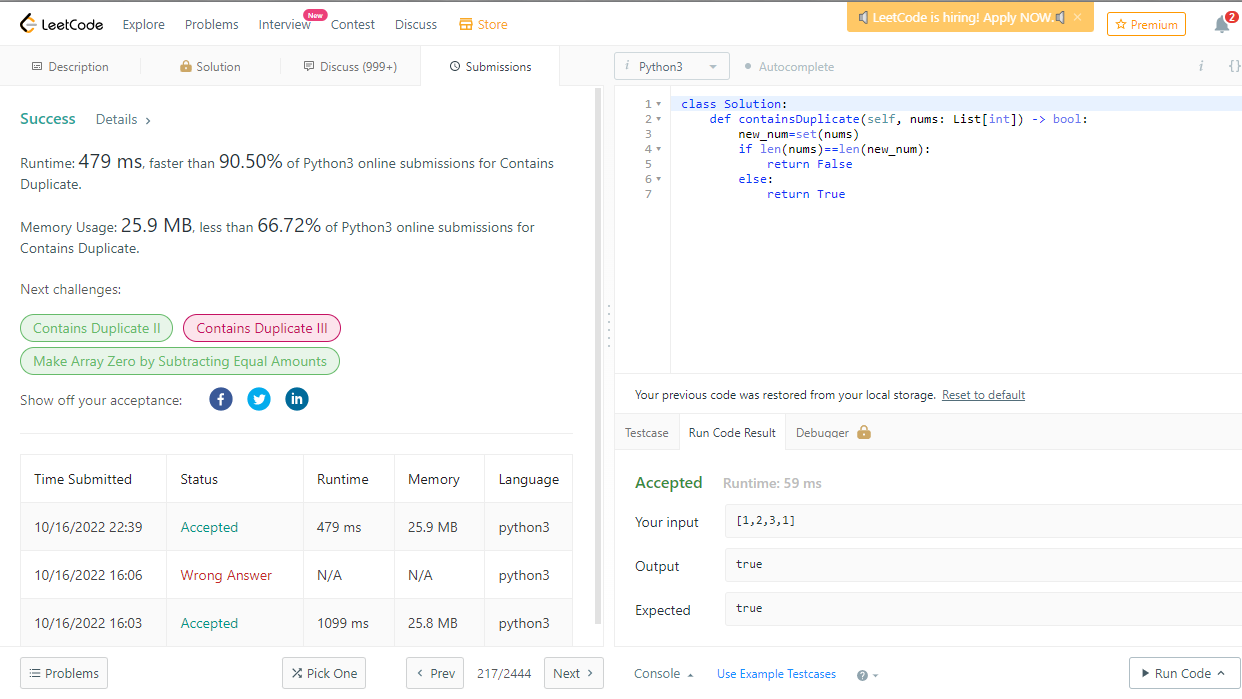 LeetCode Explore Problems Interview New Contest Discuss Store LeetCode is hiring! Apply NOW. × Premium 2
Description Solution Discuss (999+) Submissions
Success Details >
Runtime: 479 ms, faster than 90.50% of Python3 online submissions for Contains
Duplicate.
Memory Usage: 25.9 MB, less than 66.72% of Python3 online submissions for
Contains Duplicate.
Next challenges:
Contains Duplicate II Contains Duplicate III
Make Array Zero by Subtracting Equal Amounts
Show off your acceptance: f in
Time Submitted Status Runtime Memory Language
10/16/2022 22:39 Accepted 479 ms 25.9 MB python3
10/16/2022 16:06 Wrong Answer N/A N/A python3
10/16/2022 16:03 Accepted 1099 ms 25.8 MB python3
Problems Pick One < Prev 217/2444 Next >
i Python3 Autocomplete i {}
1 class Solution:
2 def containsDuplicate(self, nums: List[int]) -> bool:
3 new_num=set(nums)
4 if len(nums)==len(new_num):
5 return False
6 else:
7 return True
Your previous code was restored from your local storage. Reset to default
Testcase Run Code Result Debugger
Accepted Runtime: 59 ms
Your input [1,2,3,1]
Output true
Expected true
Console Use Example Testcases ? Run Code